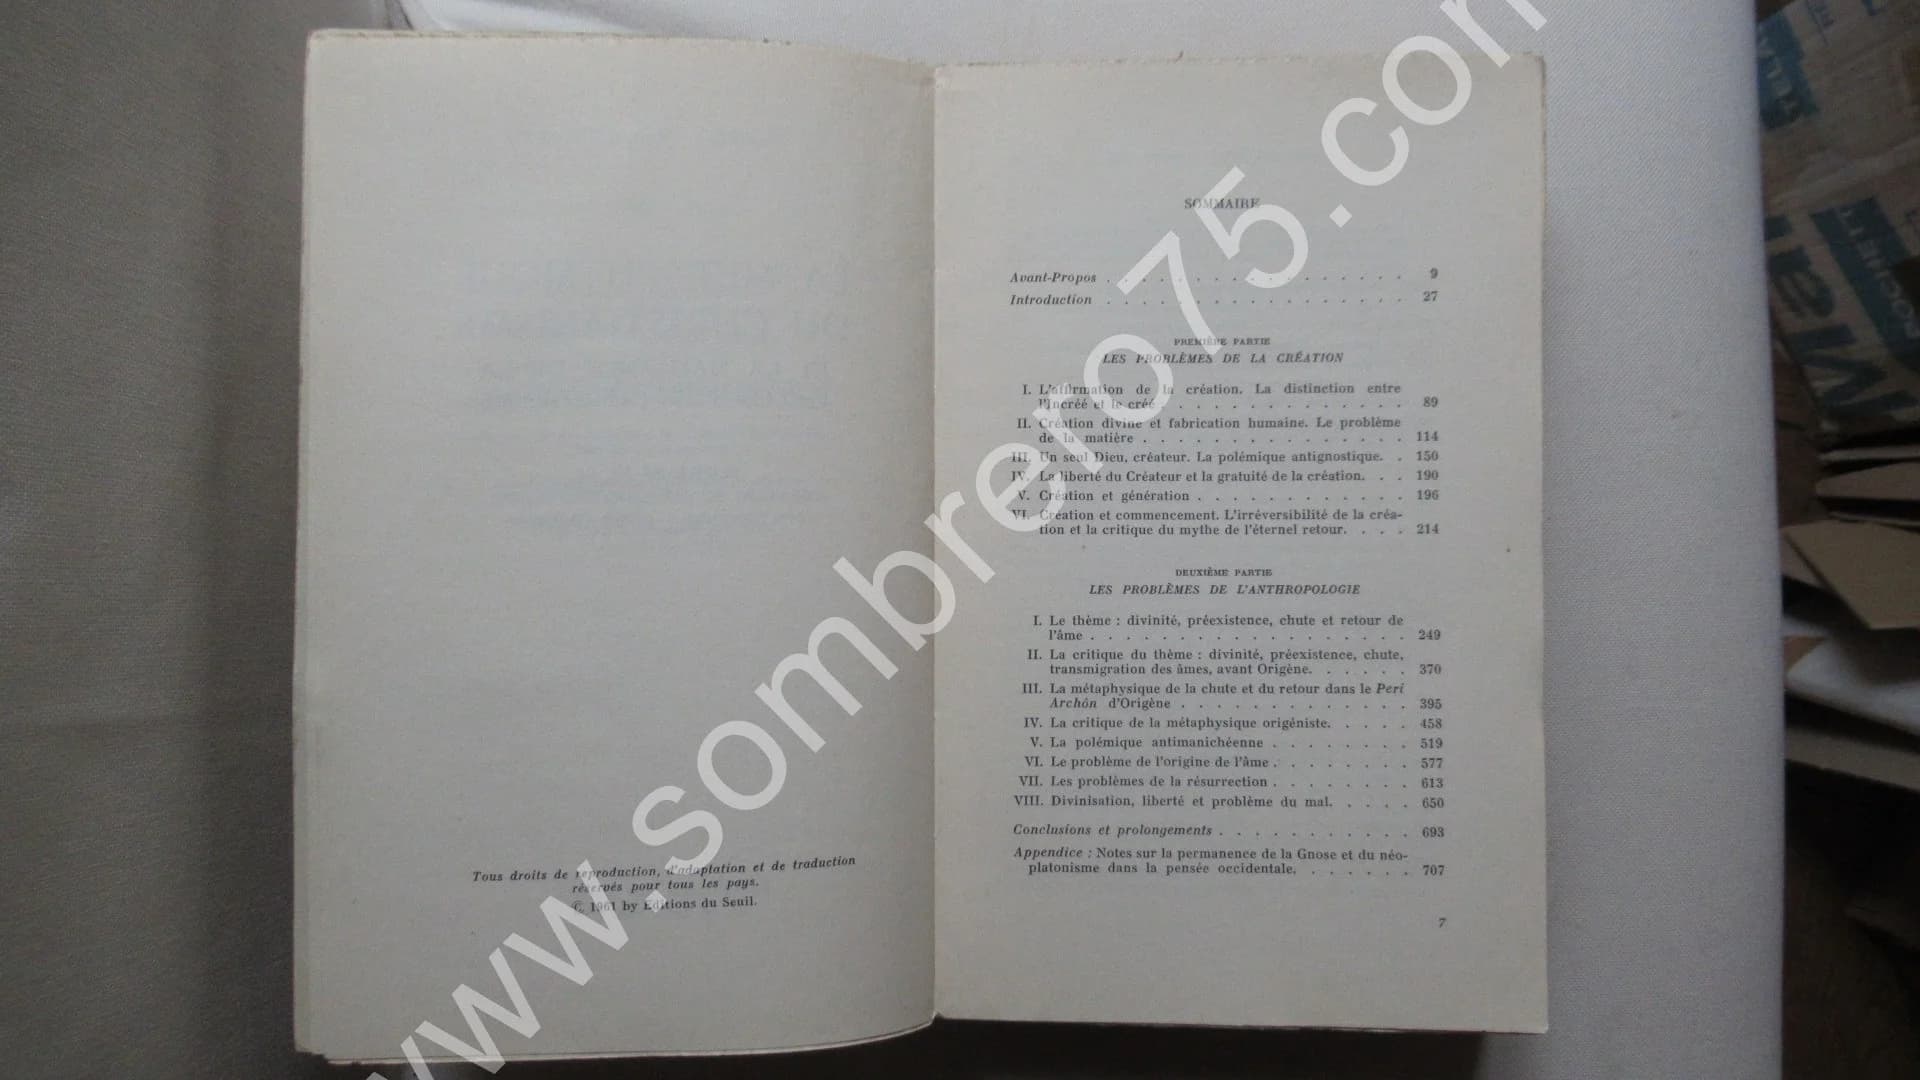 Tous droits de reproduction, d'adaptation et de traduction
réservés pour tous les pays.
© 1961 by Editions du Seuil.
SOMMAIRE
Avant-Propos . . . . . . . . . . . . . . . . . . . . 9
Introduction . . . . . . . . . . . . . . . . . . . . 27
PREMIÈRE PARTIE
LES PROBLÈMES DE LA CRÉATION
I. L'affirmation de la création. La distinction entre
l'Incréé et le créé . . . . . . . . . . . . . . . . 89
II. Création divine et fabrication humaine. Le problème
de la matière . . . . . . . . . . . . . . . 114
III. Un seul Dieu, créateur. La polémique antignostique. . 150
IV. La liberté du Créateur et la gratuité de la création. . . 190
V. Création et génération . . . . . . . . . . . . 196
VI. Création et commencement. L'irréversibilité de la créa-
tion et la critique du mythe de l'éternel retour. . . . . 214
DEUXIÈME PARTIE
LES PROBLÈMES DE L'ANTHROPOLOGIE
I. Le thème : divinité, préexistence, chute et retour de
l'âme . . . . . . . . . . . . . . . . . . 249
II. La critique du thème : divinité, préexistence, chute,
transmigration des âmes, avant Origène. . . . . . 370
III. La métaphysique de la chute et du retour dans le Peri
Archôn d'Origène . . . . . . . . . . . . . 395
IV. La critique de la métaphysique origéniste. . . . . 458
V. La polémique antimanichéenne . . . . . . . . 519
VI. Le problème de l'origine de l'âme . . . . . . . . 577
VII. Les problèmes de la résurrection . . . . . . . . 613
VIII. Divinisation, liberté et problème du mal. . . . . 650
Conclusions et prolongements . . . . . . . . . . . 693
Appendice : Notes sur la permanence de la Gnose et du néo-
platonisme dans la pensée occidentale. . . . . . . 707
7
www.sombrero75.com